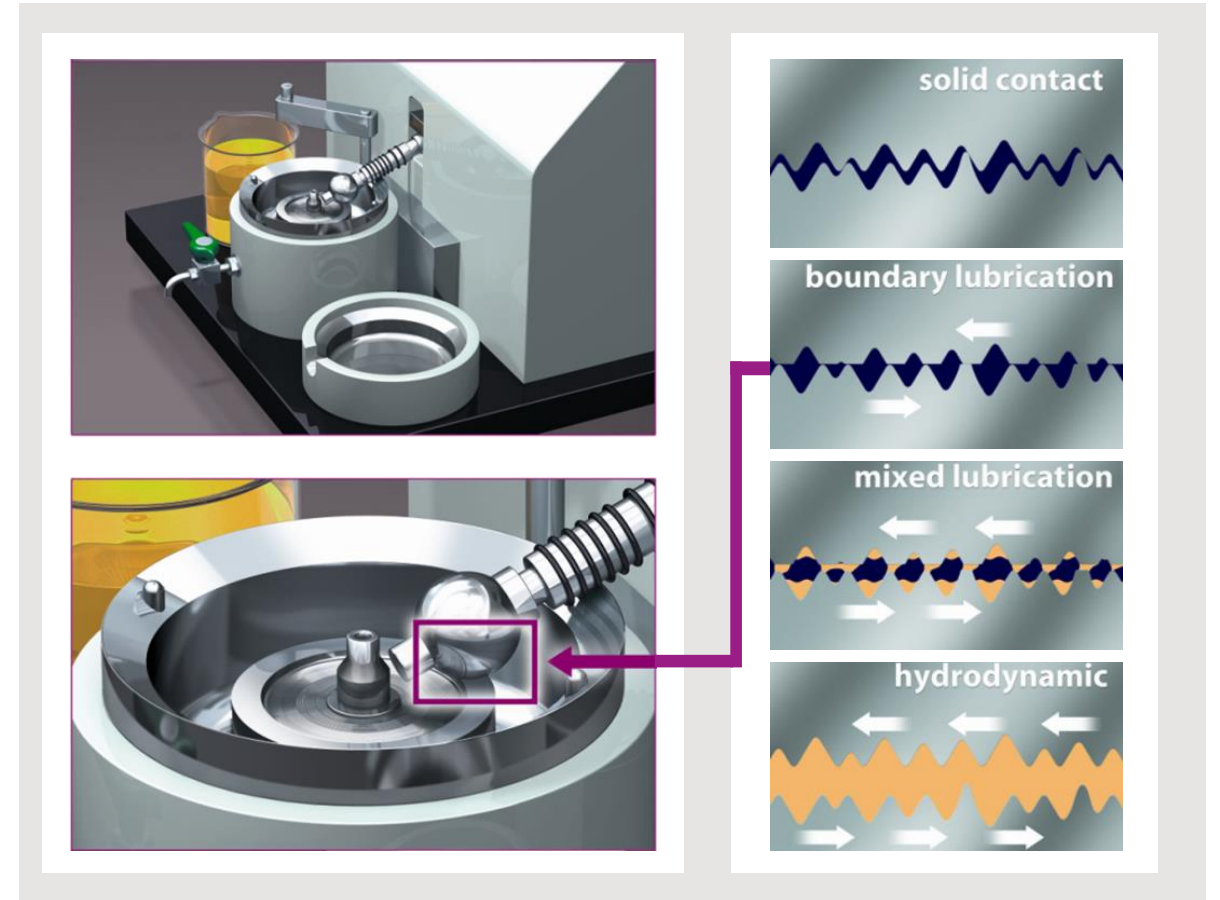 solid contact
boundary lubrication
mixed lubrication
hydrodynamic